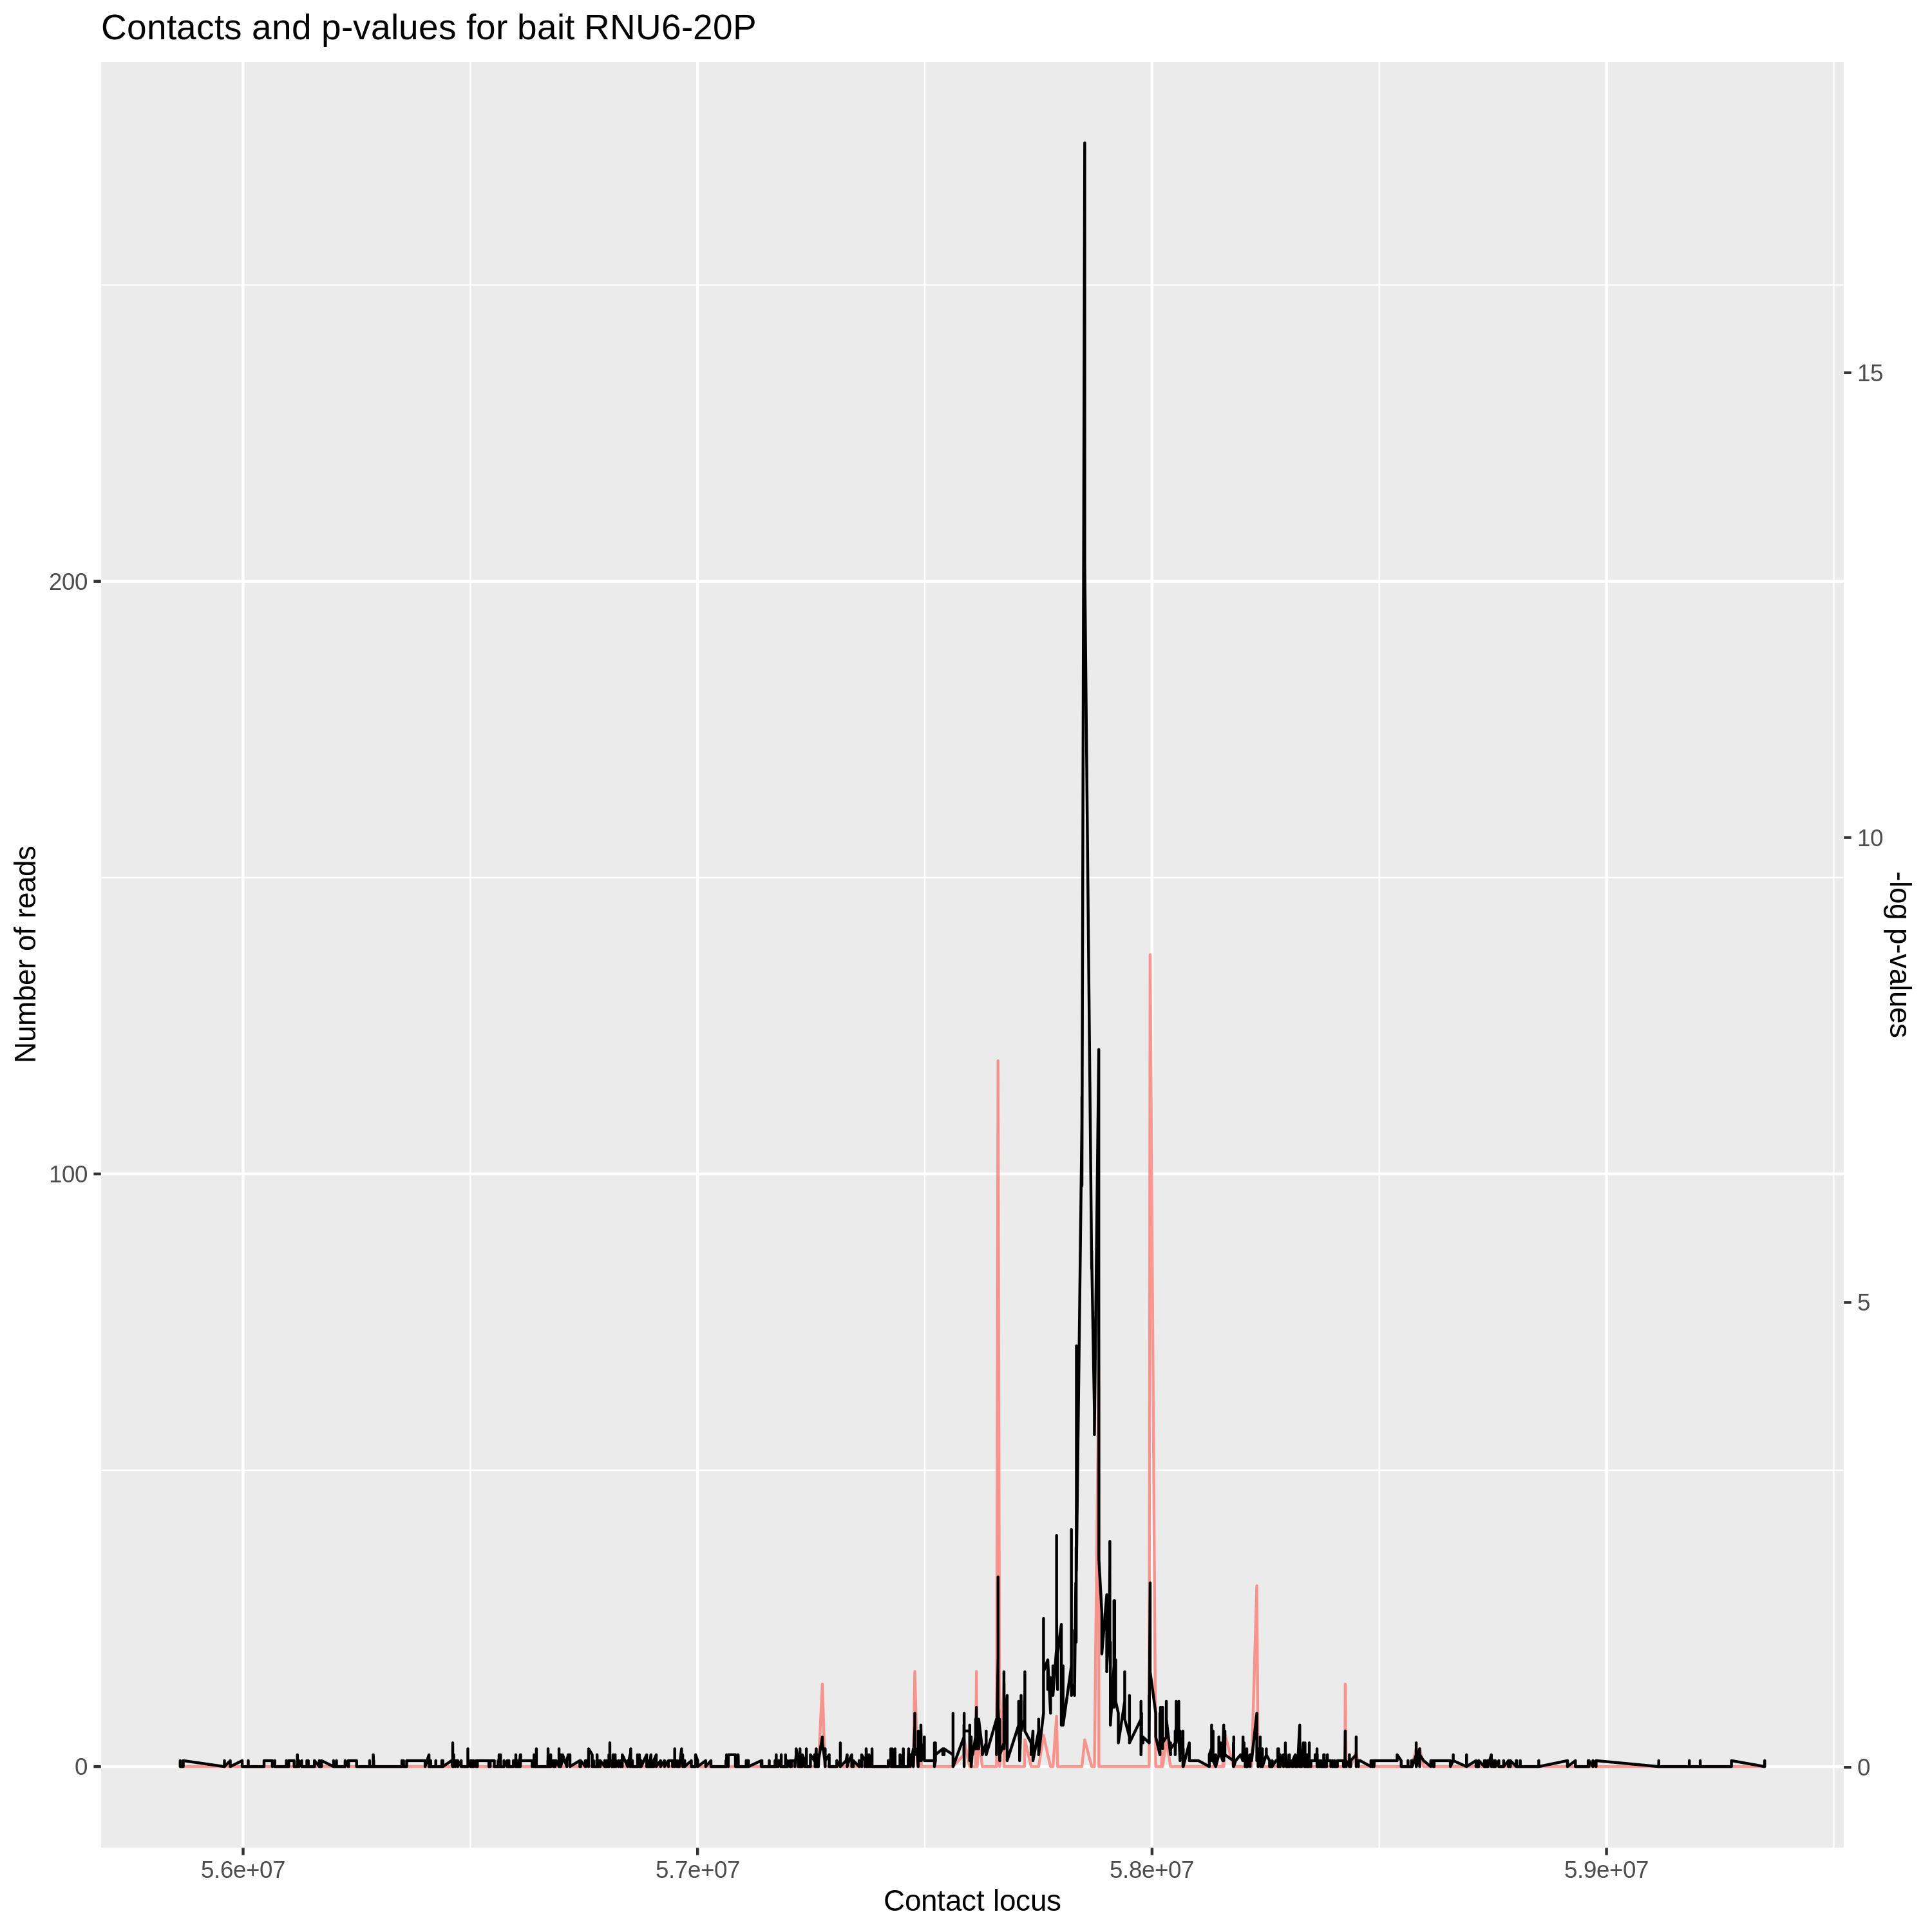 Contacts and p-values for bait RNU6-20P
Number of reads
200
100
0
15
10
5
0
-log p-values
5.6e+07
5.7e+07
5.8e+07
5.9e+07
Contact locus